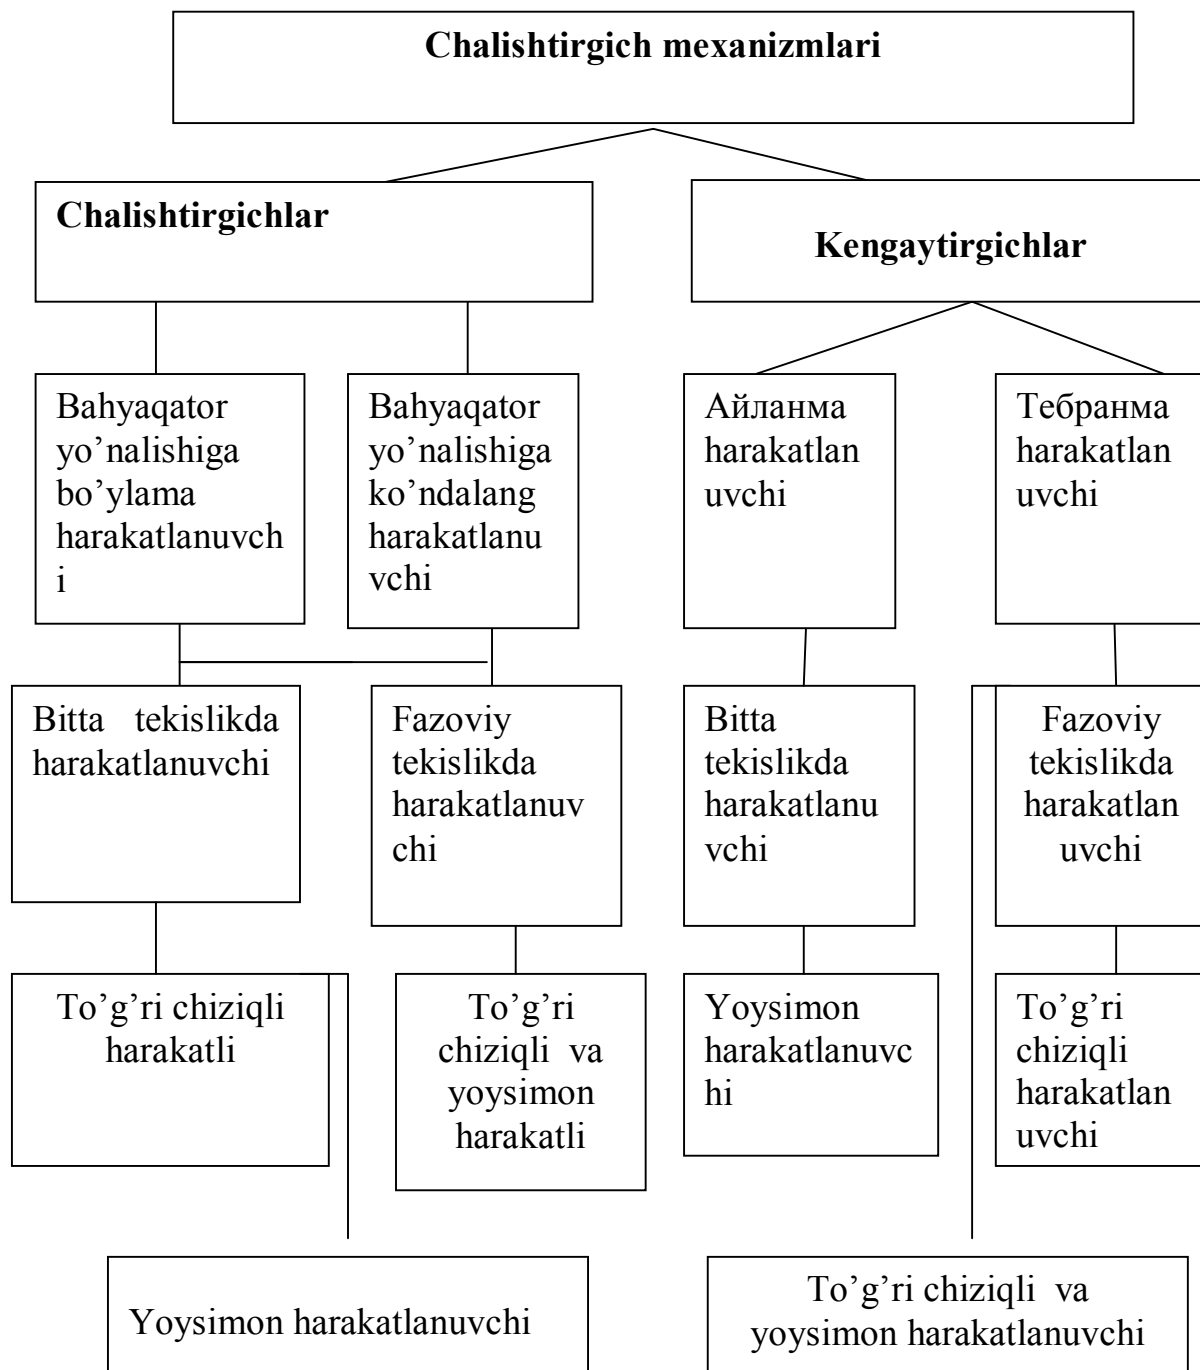 Chalishtirgich mexanizmlari
Chalishtirgichlar
Kengaytirgichlar
Bahyaqator
yo’nalishiga
bo’ylama
harakatlanuvch
i
Bahyaqator
yo’nalishiga
ko’ndalang
harakatlanu
vchi
Айланма
harakatlan
uvchi
Тебранма
harakatlan
uvchi
Bitta tekislikda
harakatlanuvchi
Fazoviy
tekislikda
harakatlanuv
chi
Bitta
tekislikda
harakatlanu
vchi
Fazoviy
tekislikda
harakatlan
uvchi
To’g’ri chiziqli
harakatli
To’g’ri
chiziqli va
yoysimon
harakatli
Yoysimon
harakatlanuvc
hi
To’g’ri
chiziqli
harakatlan
uvchi
Yoysimon harakatlanuvchi
To’g’ri chiziqli va
yoysimon harakatlanuvchi